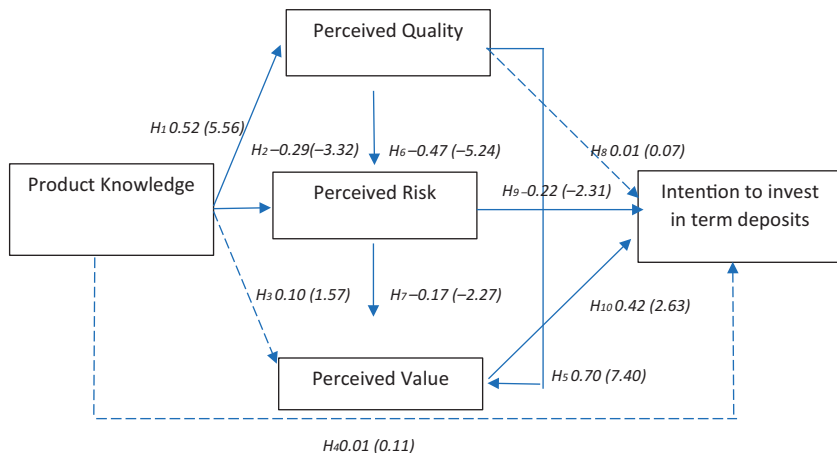 Perceived Quality
H1 0.52 (5.56)
H2 –0.29(–3.32)
H6 –0.47 (–5.24)
H8 0.01 (0.07)
Product Knowledge
Perceived Risk
H9 –0.22 (–2.31)
Intention to invest
in term deposits
H3 0.10 (1.57)
H7 –0.17 (–2.27)
H10 0.42 (2.63)
Perceived Value
H5 0.70 (7.40)
H4 0.01 (0.11)